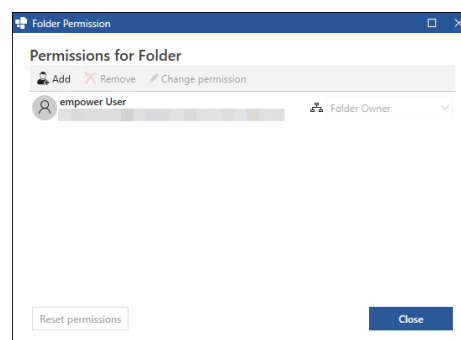 Folder Permission
Permissions for Folder
Add Remove Change permission
empower User
Folder Owner
Reset permissions Close